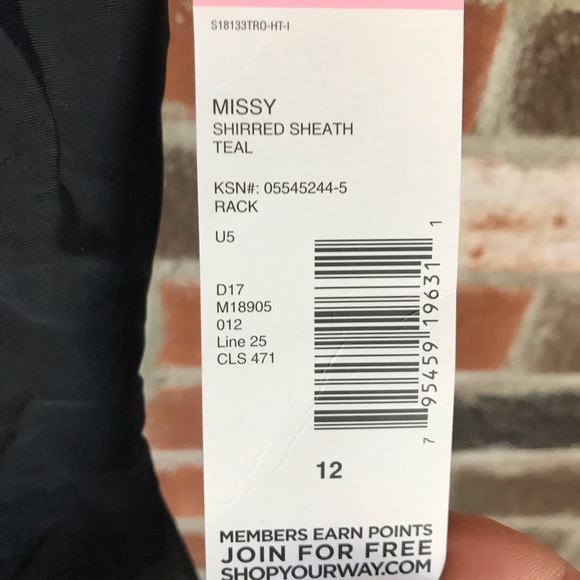 S18133TRO-HT-I
MISSY
SHIRRED SHEATH
TEAL
KSN#: 05545244-5
RACK
U5
D17
M18905
012
Line 25
CLS 471
7 95459 19631 1
12
MEMBERS EARN POINTS
JOIN FOR FREE
SHOPYOURWAY.COM